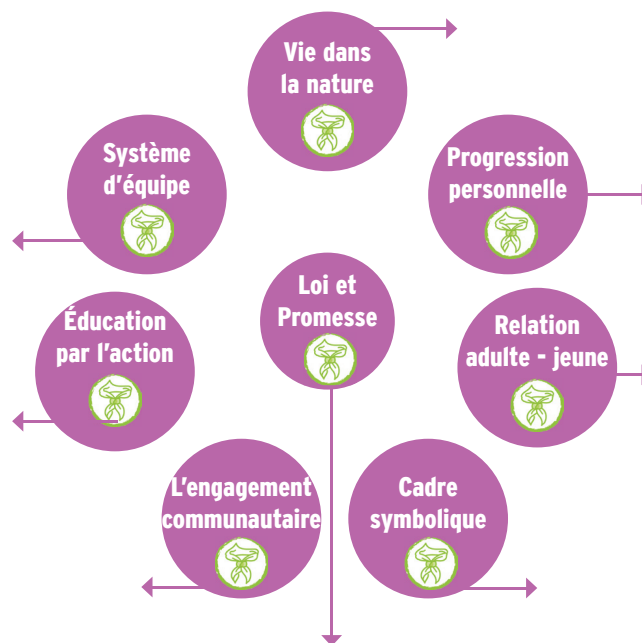 Vie dans
la nature
Système
d'équipe
Progression
personnelle
Loi et
Promesse
Éducation
par l'action
Relation
adulte - jeune
L'engagement
communautaire
Cadre
symbolique